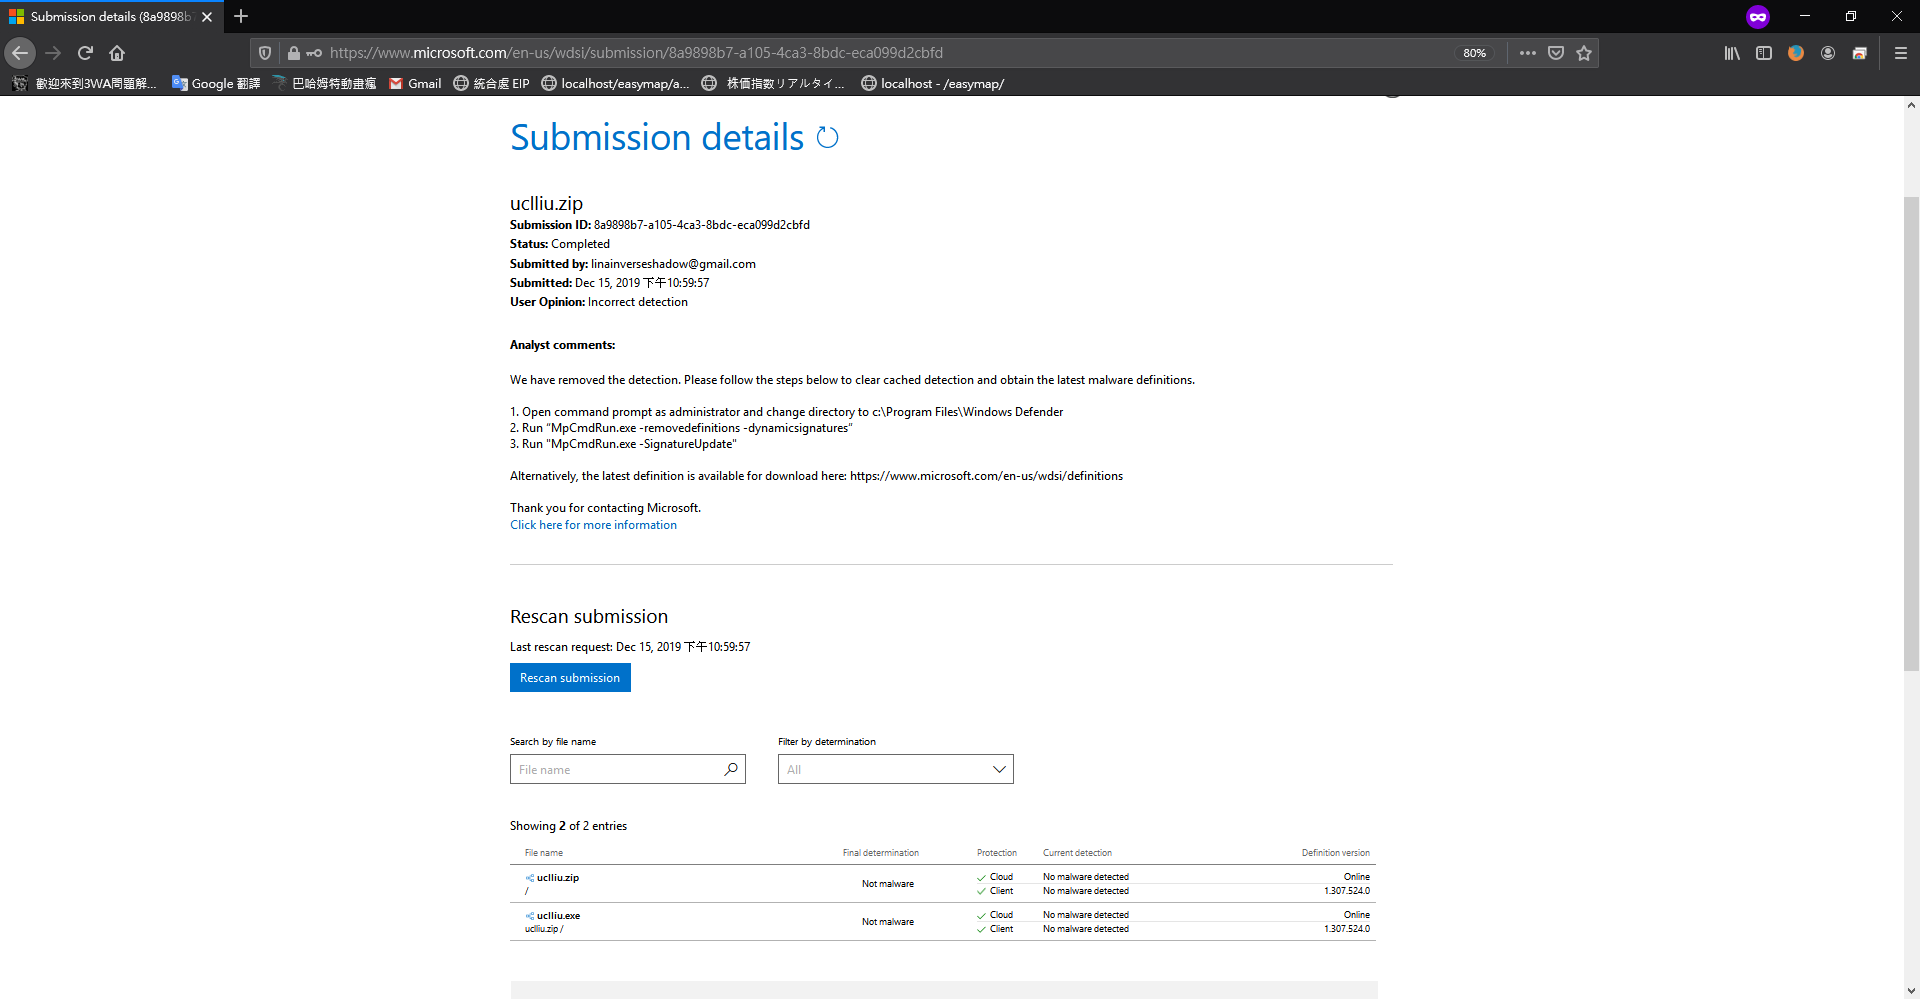 Submission details (8a9898b7
https://www.microsoft.com/en-us/wdsi/submission/8a9898b7-a105-4ca3-8bdc-eca099d2cbfd
80%
歡迎來到3WA問題解...
Google 翻譯
巴哈姆特動畫瘋
Gmail
統合處 EIP
localhost/easymap/a...
株価指数リアルタイ...
localhost - /easymap/
Submission details
uclliu.zip
Submission ID: 8a9898b7-a105-4ca3-8bdc-eca099d2cbfd
Status: Completed
Submitted by: linainverseshadow@gmail.com
Submitted: Dec 15, 2019 下午10:59:57
User Opinion: Incorrect detection
Analyst comments:
We have removed the detection. Please follow the steps below to clear cached detection and obtain the latest malware definitions.
1. Open command prompt as administrator and change directory to c:\Program Files\Windows Defender
2. Run “MpCmdRun.exe -removedefinitions -dynamicsignatures”
3. Run "MpCmdRun.exe -SignatureUpdate"
Alternatively, the latest definition is available for download here: https://www.microsoft.com/en-us/wdsi/definitions
Thank you for contacting Microsoft.
Click here for more information
Rescan submission
Last rescan request: Dec 15, 2019 下午10:59:57
Rescan submission
Search by file name
Filter by determination
File name
All
Showing 2 of 2 entries
File name Final determination Protection Current detection Definition version
uclliu.zip Not malware Cloud No malware detected Online
/ Client No malware detected 1.307.524.0
uclliu.exe Not malware Cloud No malware detected Online
uclliu.zip / Client No malware detected 1.307.524.0